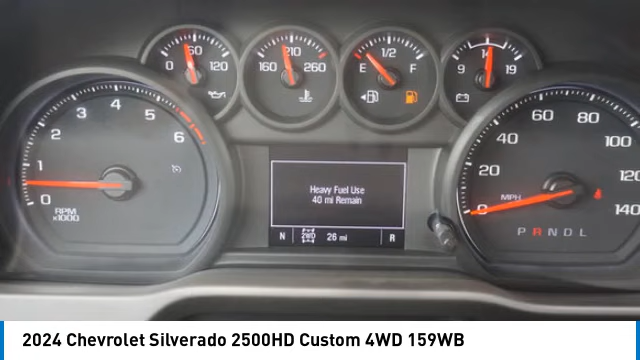 0 60 120
160 210 260
E 1/2 F
9 14 19
0 1 2 3 4 5 6
RPM
x1000
Heavy Fuel Use
40 mi Remain
N 2WD 26 mi R
0 20 40 60 80 100 120 140
MPH
P R N D L
2024 Chevrolet Silverado 2500HD Custom 4WD 159WB